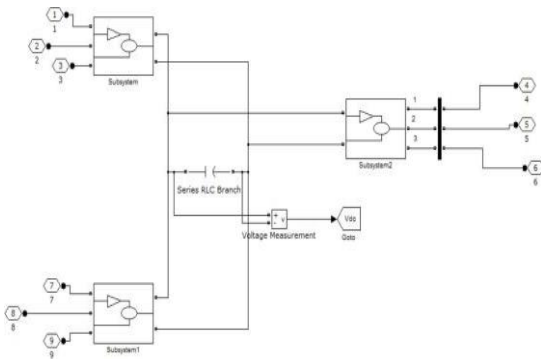 1
1
2
2
3
3
Subsystem
1
2
3
Subsystem2
4
4
5
5
6
6
Series RLC Branch
+
-
v
Voltage Measurement
Vdc
Goto
7
7
8
8
9
9
Subsystem1